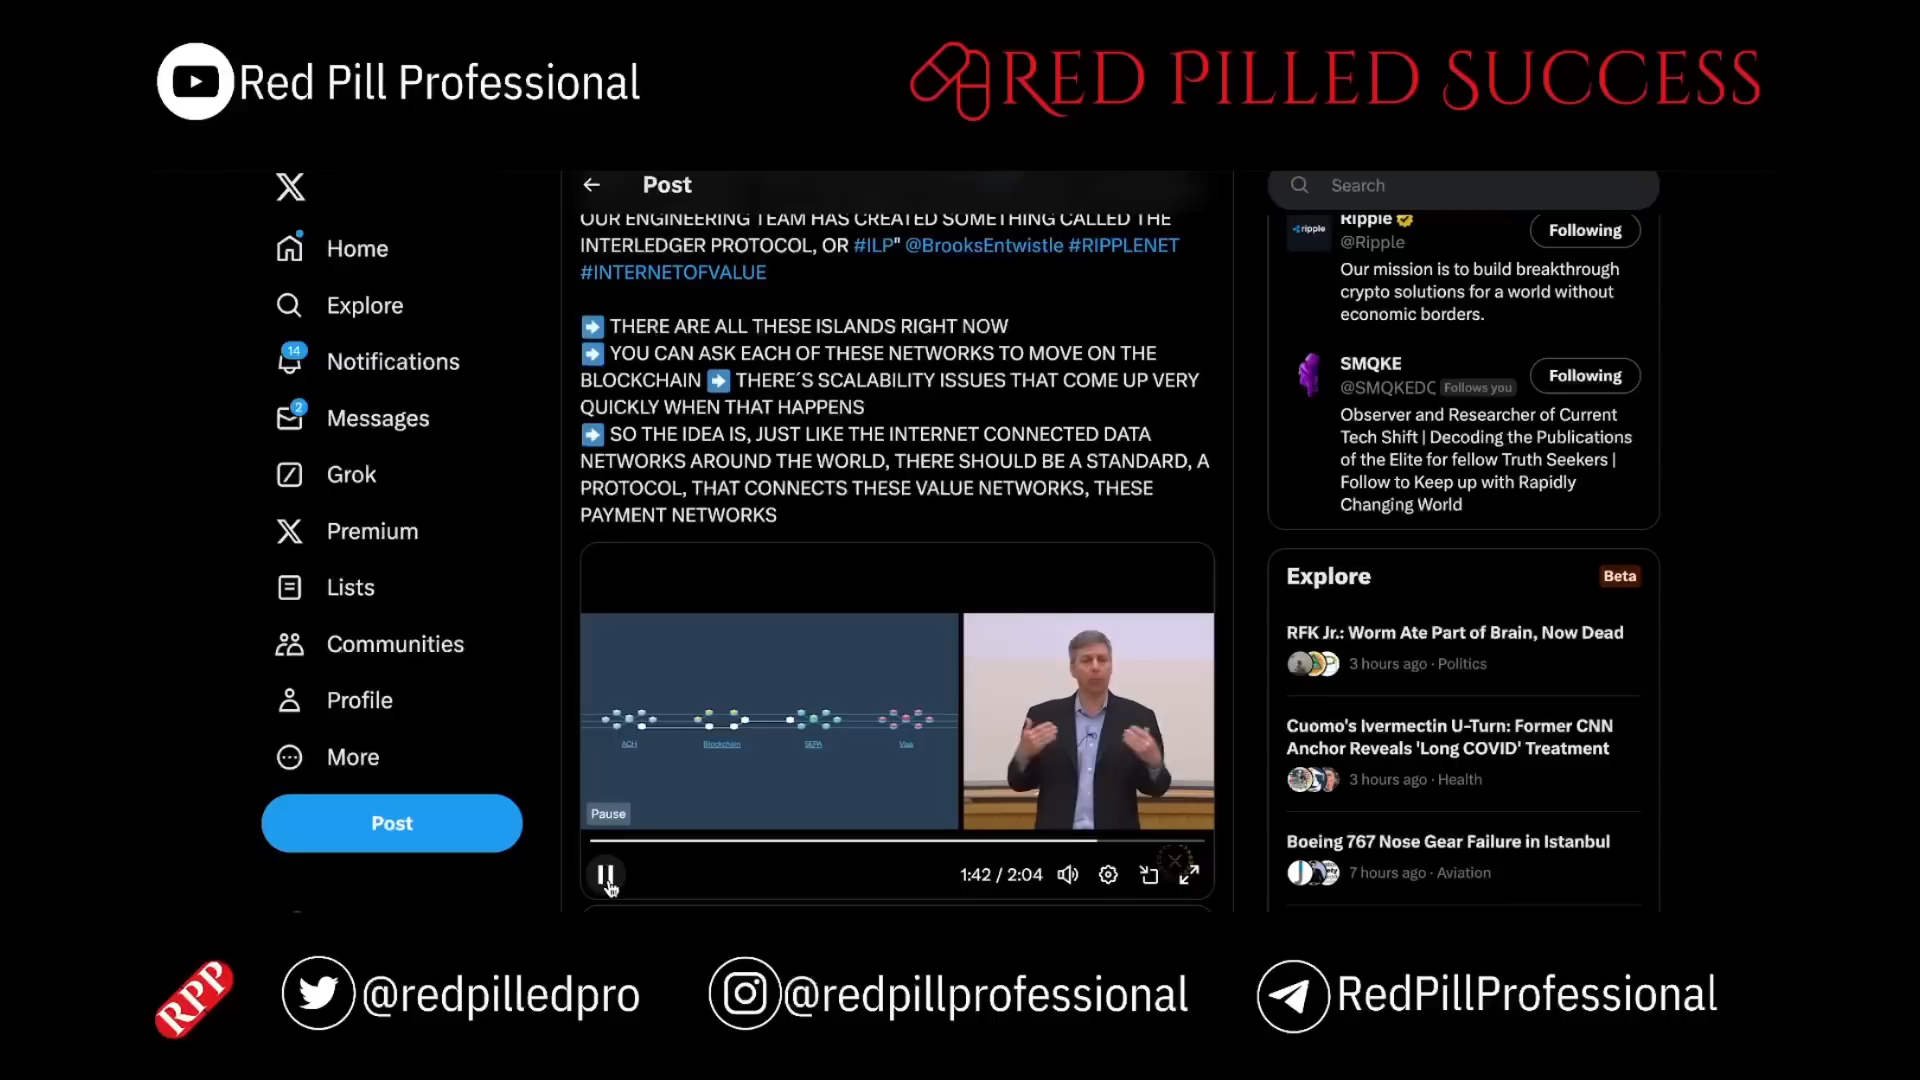 Red Pill Professional
RED PILLED SUCCESS
Post
Search
OUR ENGINEERING TEAM HAS CREATED SOMETHING CALLED THE
INTERLEDGER PROTOCOL, OR #ILP" @BrooksEntwistle #RIPPLENET
#INTERNETOFVALUE
➡ THERE ARE ALL THESE ISLANDS RIGHT NOW
➡ YOU CAN ASK EACH OF THESE NETWORKS TO MOVE ON THE
BLOCKCHAIN ➡ THERE´S SCALABILITY ISSUES THAT COME UP VERY
QUICKLY WHEN THAT HAPPENS
➡ SO THE IDEA IS, JUST LIKE THE INTERNET CONNECTED DATA
NETWORKS AROUND THE WORLD, THERE SHOULD BE A STANDARD, A
PROTOCOL, THAT CONNECTS THESE VALUE NETWORKS, THESE
PAYMENT NETWORKS
ACH
Blockchain
SEPA
Visa
Pause
1:42 / 2:04
Home
Explore
14
Notifications
2
Messages
Grok
Premium
Lists
Communities
Profile
More
Post
ripple
Ripple
@Ripple
Following
Our mission is to build breakthrough
crypto solutions for a world without
economic borders.
SMQKE
@SMQKEDC Follows you
Following
Observer and Researcher of Current
Tech Shift | Decoding the Publications
of the Elite for fellow Truth Seekers |
Follow to Keep up with Rapidly
Changing World
Explore
Beta
RFK Jr.: Worm Ate Part of Brain, Now Dead
3 hours ago · Politics
Cuomo's Ivermectin U-Turn: Former CNN
Anchor Reveals 'Long COVID' Treatment
3 hours ago · Health
Boeing 767 Nose Gear Failure in Istanbul
7 hours ago · Aviation
RPP
@redpilledpro
@redpillprofessional
RedPillProfessional